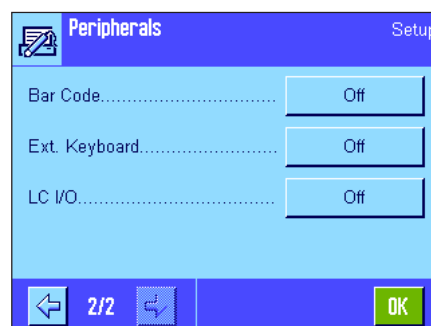 Peripherals Setup
Bar Code.............................. Off
Ext. Keyboard........................ Off
LC I/O.................................. Off
2/2 OK